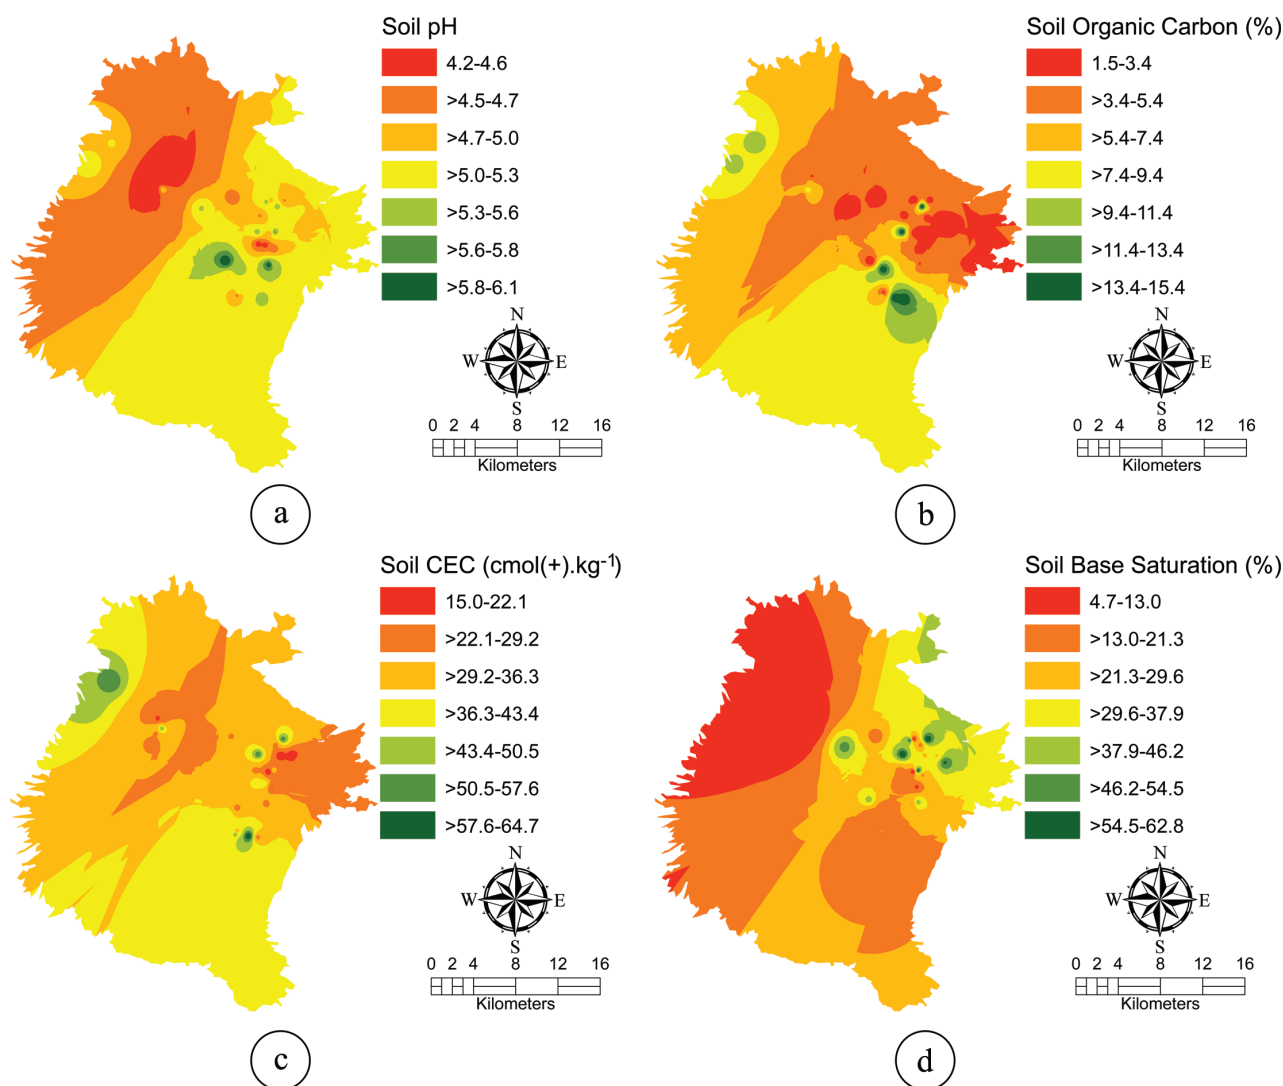 Soil pH
4.2-4.6
>4.5-4.7
>4.7-5.0
>5.0-5.3
>5.3-5.6
>5.6-5.8
>5.8-6.1
N
W E
S
0 2 4 8 12 16
Kilometers
a
Soil Organic Carbon (%)
1.5-3.4
>3.4-5.4
>5.4-7.4
>7.4-9.4
>9.4-11.4
>11.4-13.4
>13.4-15.4
N
W E
S
0 2 4 8 12 16
Kilometers
b
Soil CEC (cmol(+).kg⁻¹)
15.0-22.1
>22.1-29.2
>29.2-36.3
>36.3-43.4
>43.4-50.5
>50.5-57.6
>57.6-64.7
N
W E
S
0 2 4 8 12 16
Kilometers
c
Soil Base Saturation (%)
4.7-13.0
>13.0-21.3
>21.3-29.6
>29.6-37.9
>37.9-46.2
>46.2-54.5
>54.5-62.8
N
W E
S
0 2 4 8 12 16
Kilometers
d